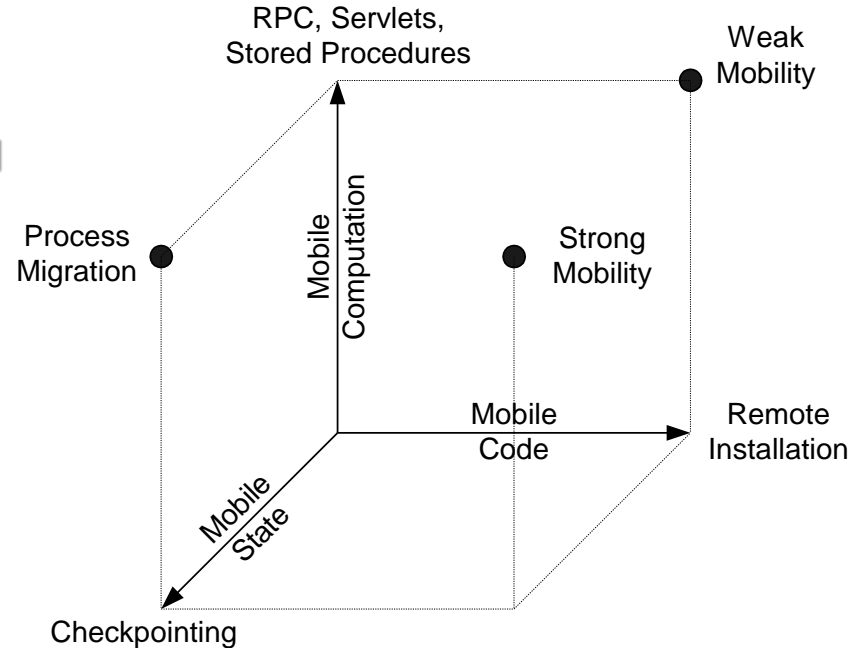 RPC, Servlets,
Stored Procedures
Weak
Mobility
Process
Migration
Mobile
Computation
Strong
Mobility
Mobile
Code
Remote
Installation
Mobile
State
Checkpointing